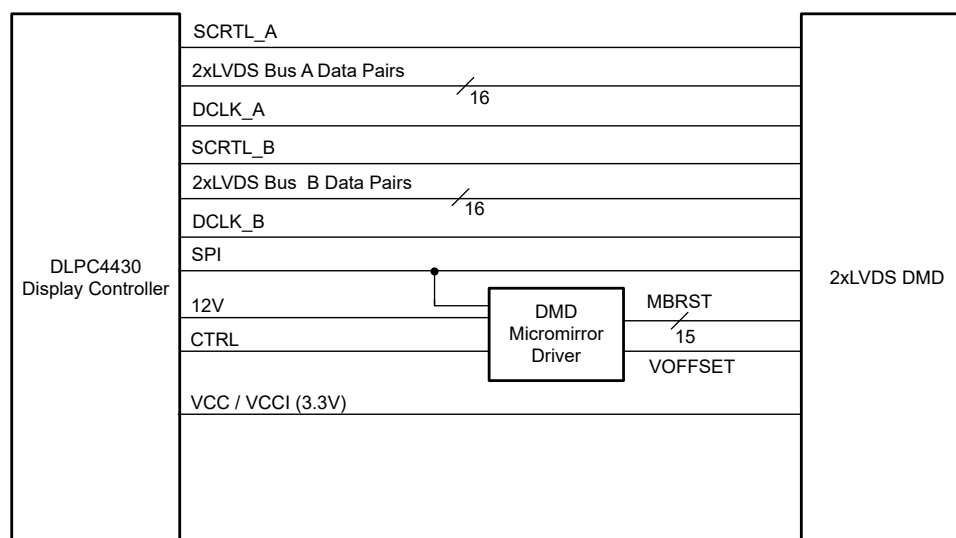 SCRTL_A
2xLVDS Bus A Data Pairs
16
DCLK_A
SCRTL_B
2xLVDS Bus B Data Pairs
16
DCLK_B
SPI
DLPC4430
Display Controller
2xLVDS DMD
12V
CTRL
DMD
Micromirror
Driver
MBRST
15
VOFFSET
VCC / VCCI (3.3V)